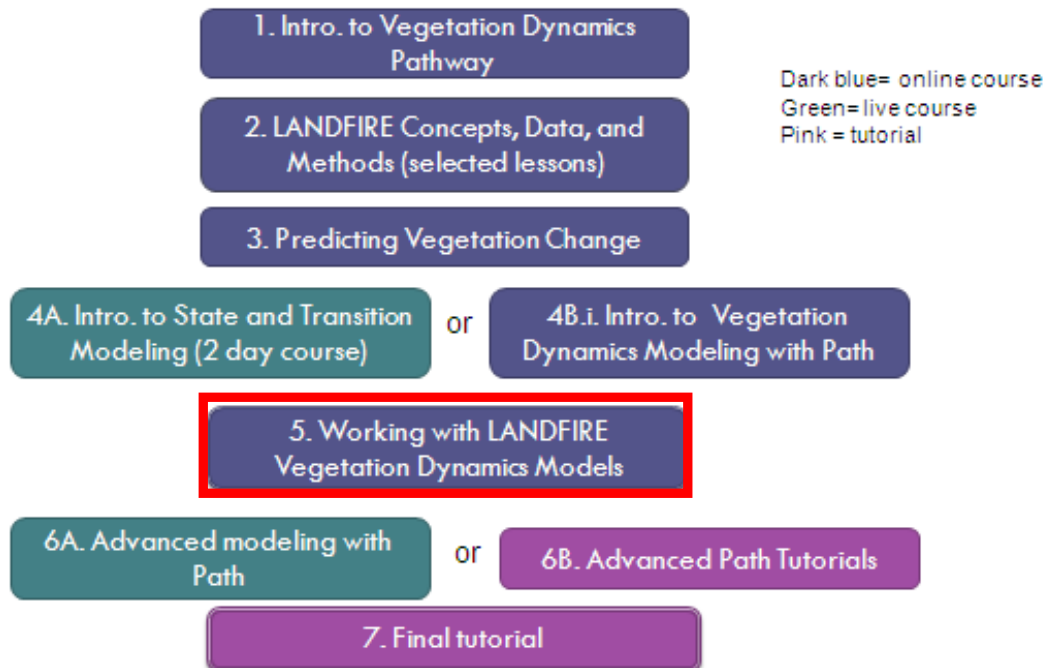 1. Intro. to Vegetation Dynamics
Pathway
Dark blue= online course
Green= live course
Pink = tutorial
2. LANDFIRE Concepts, Data, and
Methods (selected lessons)
3. Predicting Vegetation Change
4A. Intro. to State and Transition
Modeling (2 day course)
or
4B.i. Intro. to Vegetation
Dynamics Modeling with Path
5. Working with LANDFIRE
Vegetation Dynamics Models
6A. Advanced modeling with
Path
or
6B. Advanced Path Tutorials
7. Final tutorial